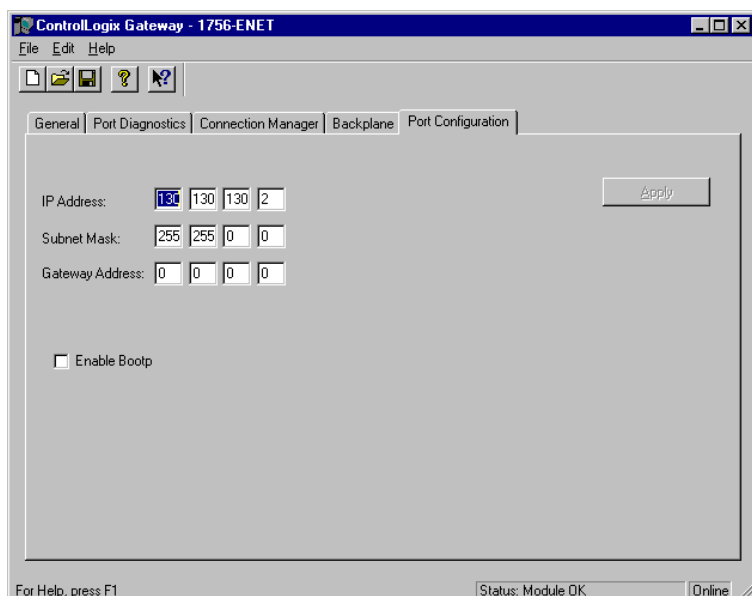 ControlLogix Gateway - 1756-ENET
File Edit Help
General Port Diagnostics Connection Manager Backplane Port Configuration
IP Address: 130 130 130 2
Apply
Subnet Mask: 255 255 0 0
Gateway Address: 0 0 0 0
Enable Bootp
For Help, press F1 Status: Module OK Online